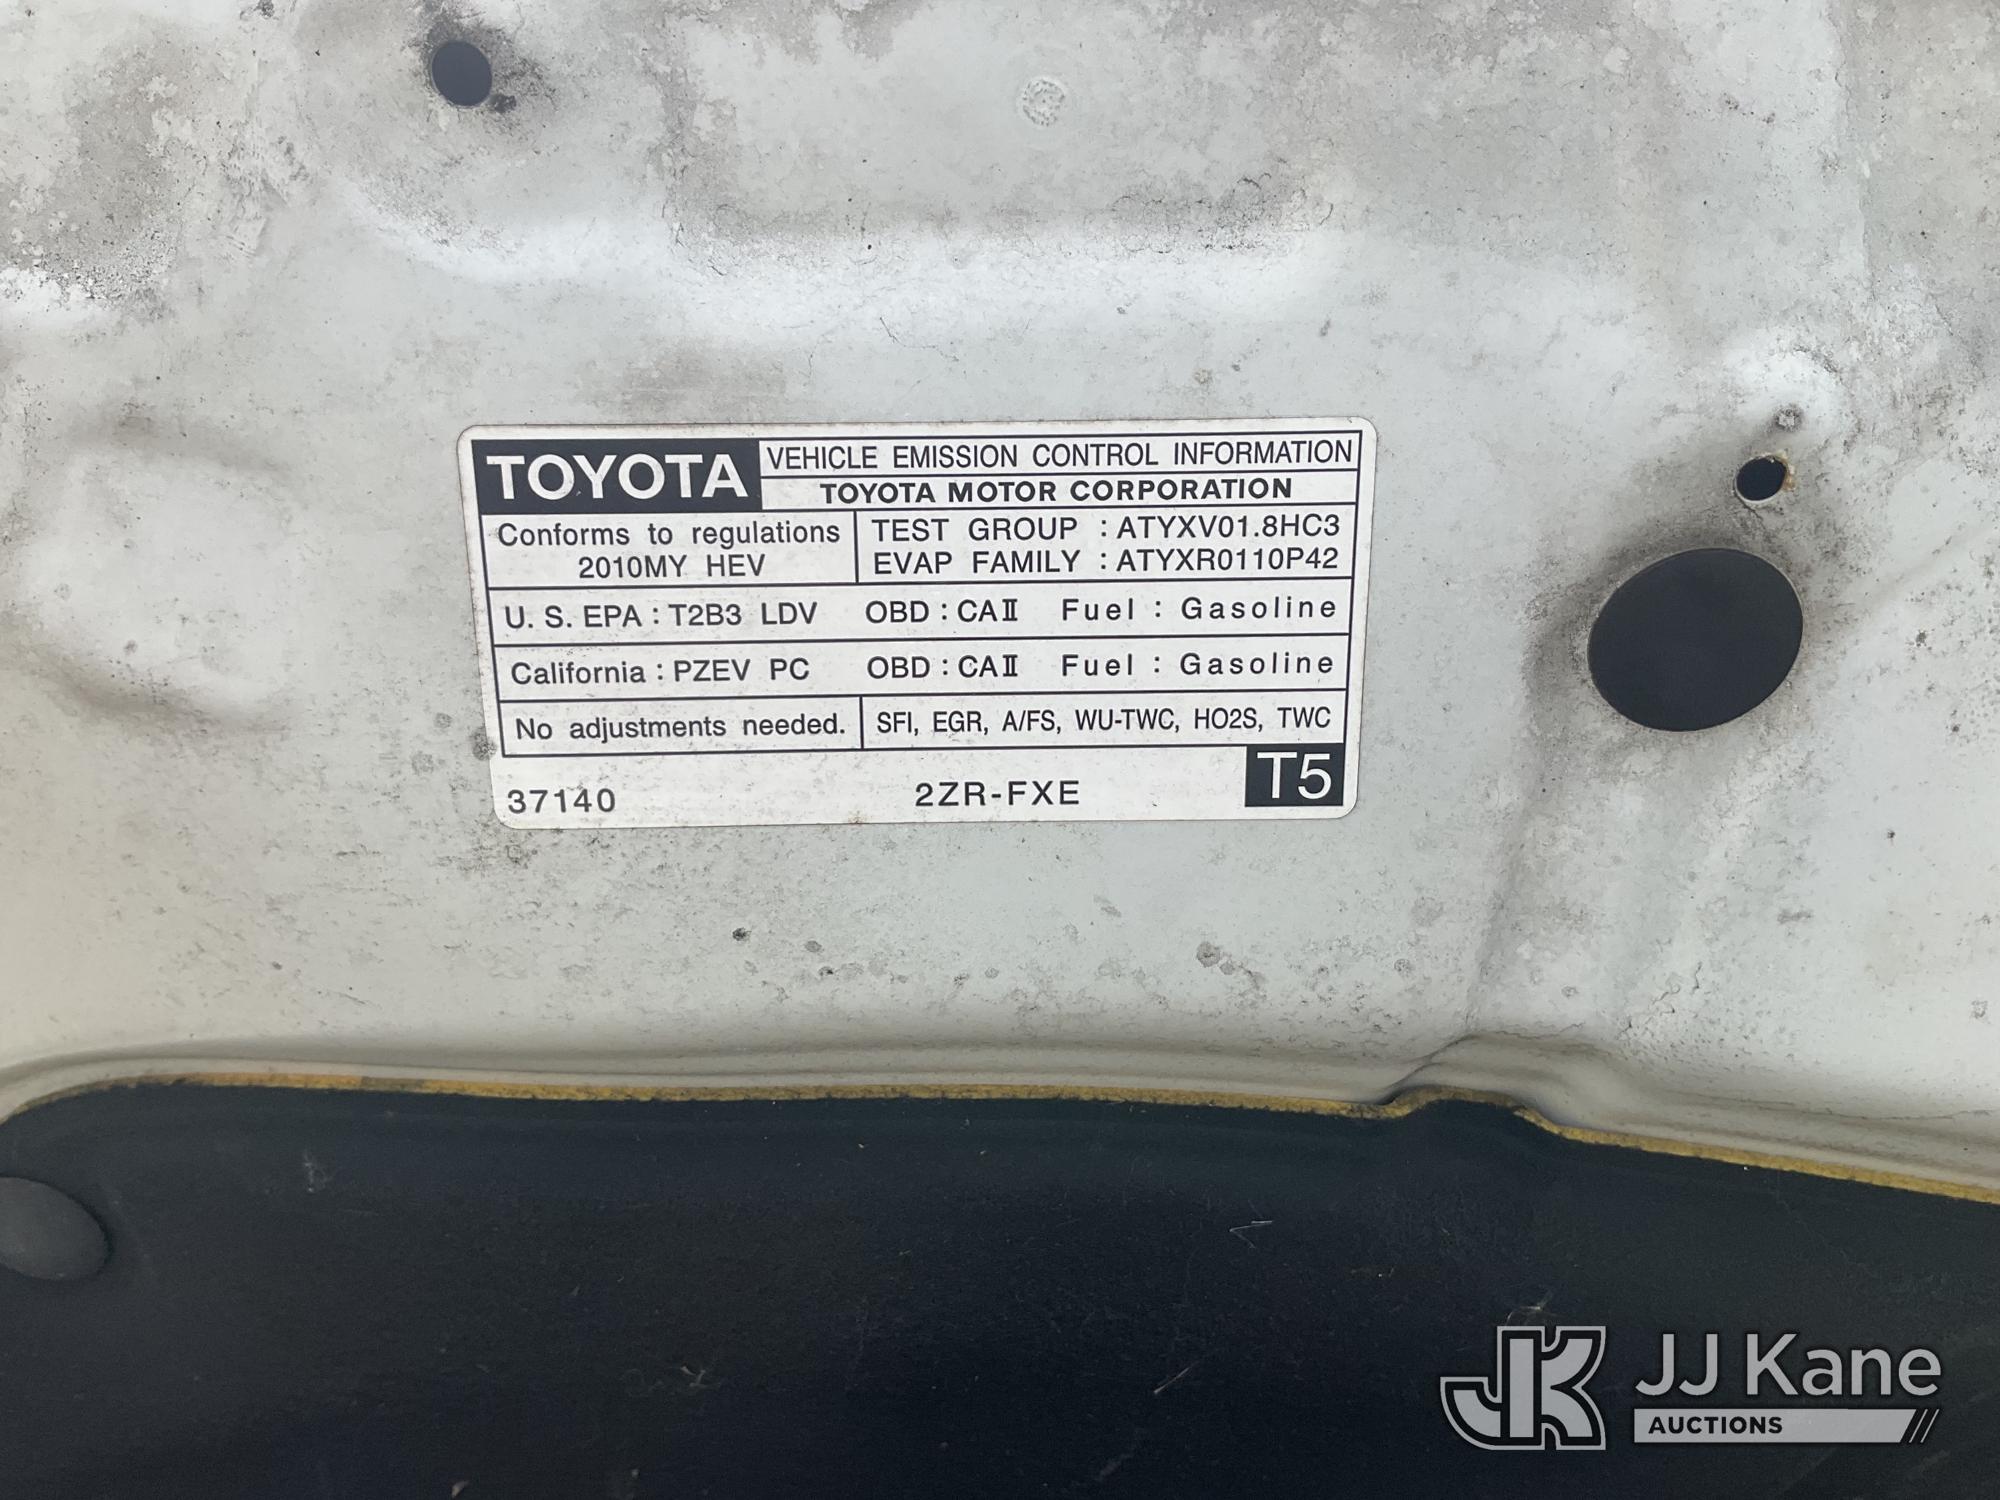 TOYOTA VEHICLE EMISSION CONTROL INFORMATION
TOYOTA MOTOR CORPORATION
Conforms to regulations
2010MY HEV
TEST GROUP : ATYXV01.8HC3
EVAP FAMILY : ATYXR0110P42
U. S. EPA : T2B3 LDV OBD : CAⅡ Fuel : Gasoline
California : PZEV PC OBD : CAⅡ Fuel : Gasoline
No adjustments needed. SFI, EGR, A/FS, WU-TWC, HO2S, TWC
37140 2ZR-FXE T5
JK JJ Kane
AUCTIONS